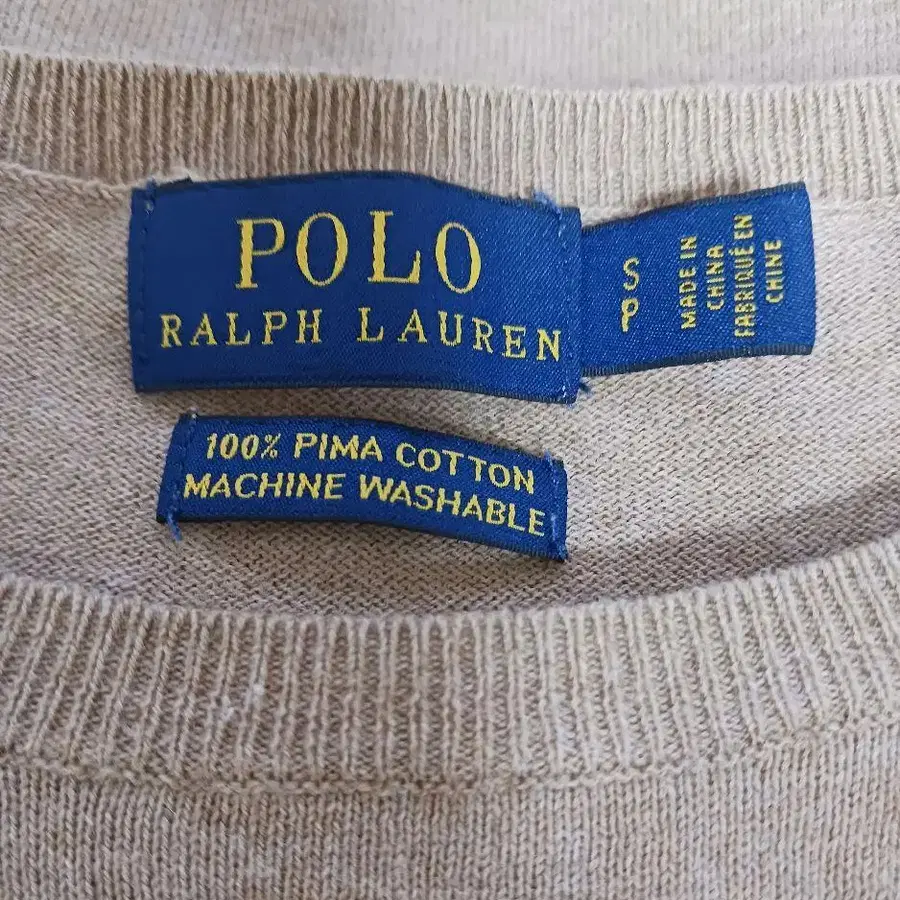 POLO
RALPH LAUREN
S
P
MADE IN
CHINA
FABRIQUÉ EN
CHINE
100% PIMA COTTON
MACHINE WASHABLE